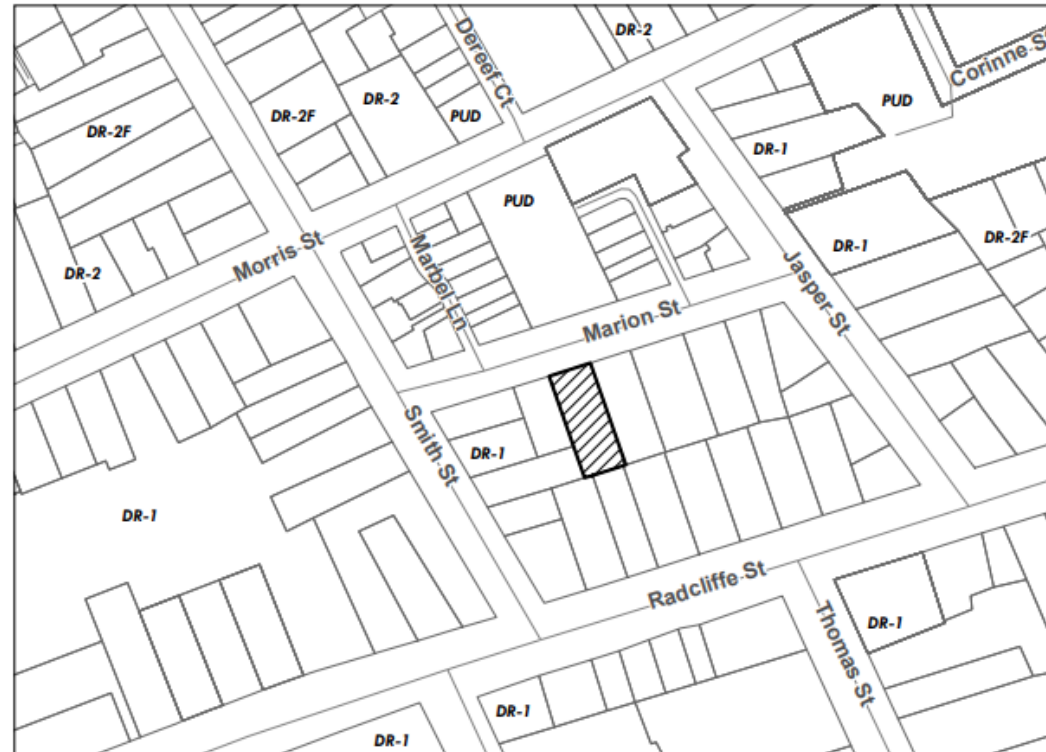 DR-2
Dereef Ct
Corinne St
DR-2
DR-2F
PUD
PUD
DR-2F
DR-1
PUD
DR-1
DR-2F
Morris St
DR-2
Marbel Ln
Jasper St
Marion St
Smith St
DR-1
DR-1
Radcliffe St
Thomas St
DR-1
DR-1
DR-1